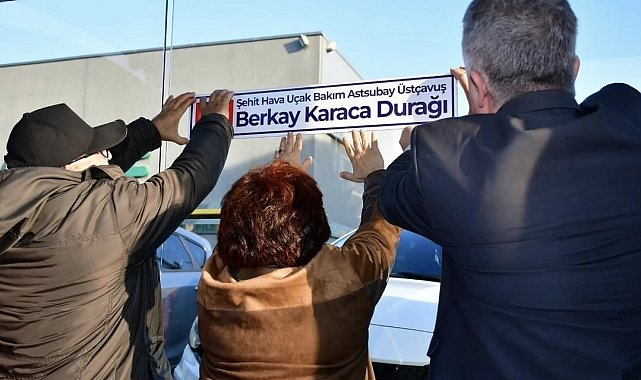 Şehit Hava Uçak Bakım Astsubay Üstçavuş
Berkay Karaca Durağı